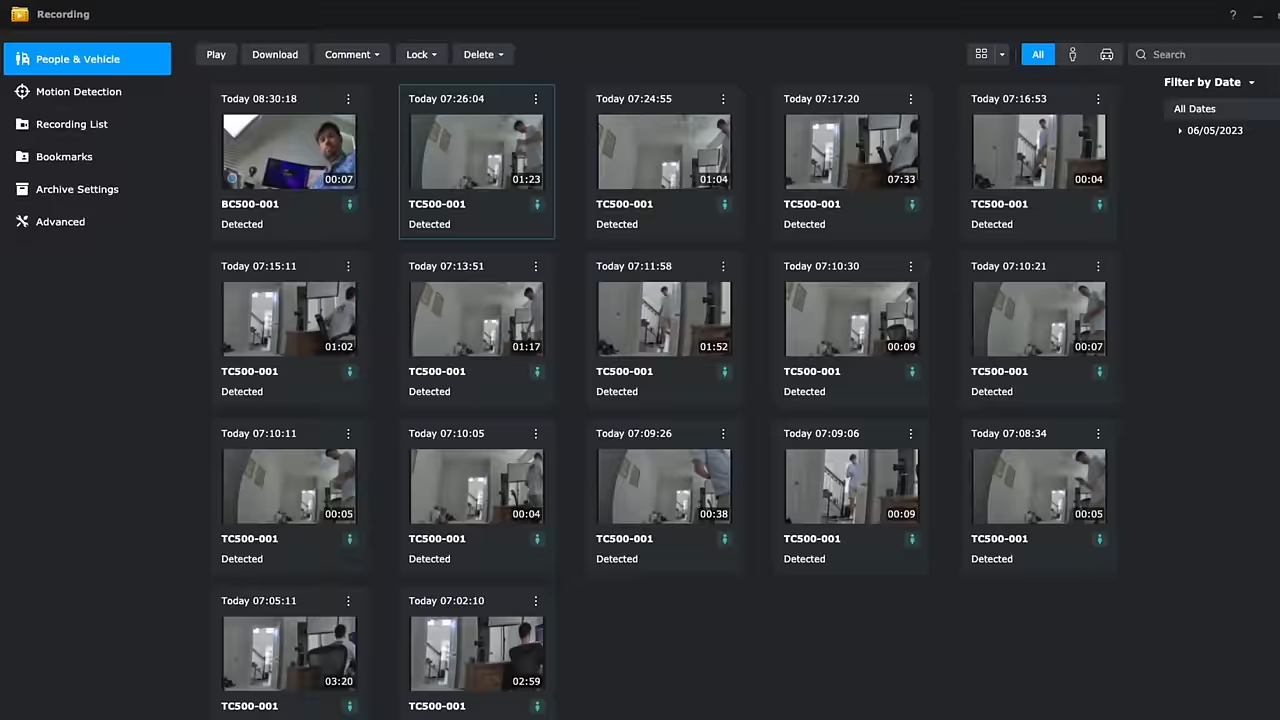 Recording
?
People & Vehicle
Motion Detection
Recording List
Bookmarks
Archive Settings
Advanced
Play Download Comment Lock Delete
All
Search
Filter by Date
All Dates
06/05/2023
Today 08:30:18 Today 07:26:04 Today 07:24:55 Today 07:17:20 Today 07:16:53
00:07 01:23 1:04 07:33 00:04
BC500-001 TC500-001 TC500-001 TC500-001 TC500-001
Detected Detected Detected Detected Detected
Today 07:15:11 Today 07:13:51 Today 07:11:58 Today 07:10:30 Today 07:10:21
01:02 01:17 01:52 00:09 00:07
TC500-001 TC500-001 TC500-001 TC500-001 TC500-001
Detected Detected Detected Detected Detected
Today 07:10:11 Today 07:10:05 Today 07:09:26 Today 07:09:06 Today 07:08:34
00:05 00:04 00:38 00:09 00:05
TC500-001 TC500-001 TC500-001 TC500-001 TC500-001
Detected Detected Detected Detected Detected
Today 07:05:11 Today 07:02:10
03:20 02:59
TC500-001 TC500-001